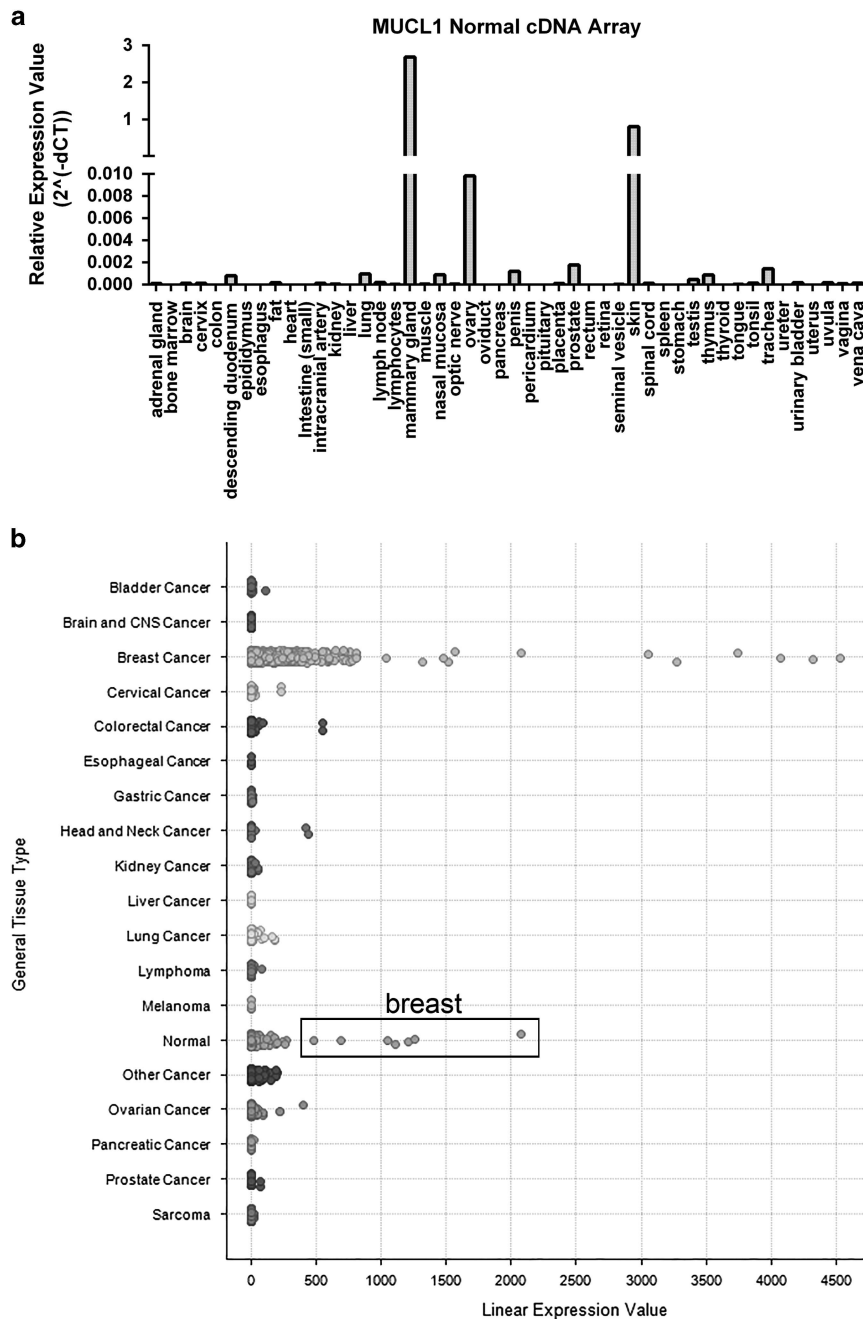 a
MUCL1 Normal cDNA Array
Relative Expression Value
(2^(-dCT))
3
2
1
0.010
0.008
0.006
0.004
0.002
0.000
adrenal gland
bone marrow
brain
cervix
colon
descending duodenum
epididymus
esophagus
fat
heart
Intestine (small)
intracranial artery
kidney
liver
lung
lymph node
lymphocytes
mammary gland
muscle
nasal mucosa
optic nerve
ovary
oviduct
pancreas
penis
pericardium
pituitary
placenta
prostate
rectum
retina
seminal vesicle
skin
spinal cord
spleen
stomach
testis
thymus
thyroid
tongue
tonsil
trachea
ureter
urinary bladder
uterus
uvula
vagina
vena cava
b
General Tissue Type
Bladder Cancer
Brain and CNS Cancer
Breast Cancer
Cervical Cancer
Colorectal Cancer
Esophageal Cancer
Gastric Cancer
Head and Neck Cancer
Kidney Cancer
Liver Cancer
Lung Cancer
Lymphoma
Melanoma
breast
Normal
Other Cancer
Ovarian Cancer
Pancreatic Cancer
Prostate Cancer
Sarcoma
0 500 1000 1500 2000 2500 3000 3500 4000 4500
Linear Expression Value